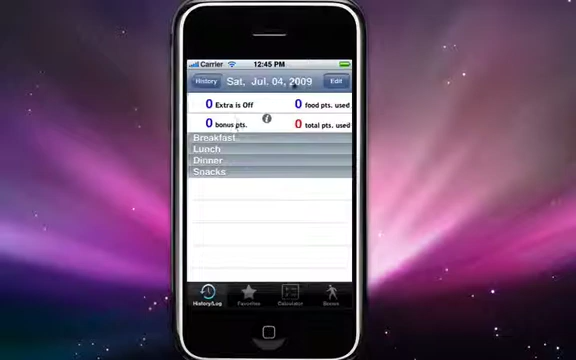 Carrier 12:45 PM
History Sat, Jul. 04, 2009 Edit
0 Extra is Off 0 food pts. used
0 bonus pts. i 0 total pts. used
Breakfast
Lunch
Dinner
Snacks
History/Log Favorites Calculator Bonus